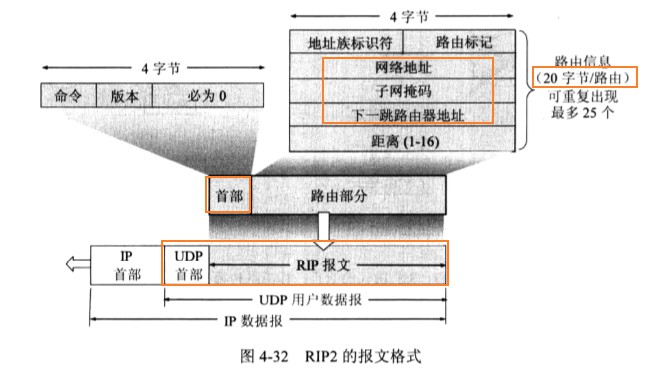 4 字节
地址族标识符 路由标记
网络地址
子网掩码
下一跳路由器地址
距离 (1-16)
路由信息
(20 字节/路由)
可重复出现
最多 25 个
4 字节
命令 版本 必为 0
首部 路由部分
IP
首部
UDP
首部
RIP 报文
UDP 用户数据报
IP 数据报
图 4-32 RIP2 的报文格式